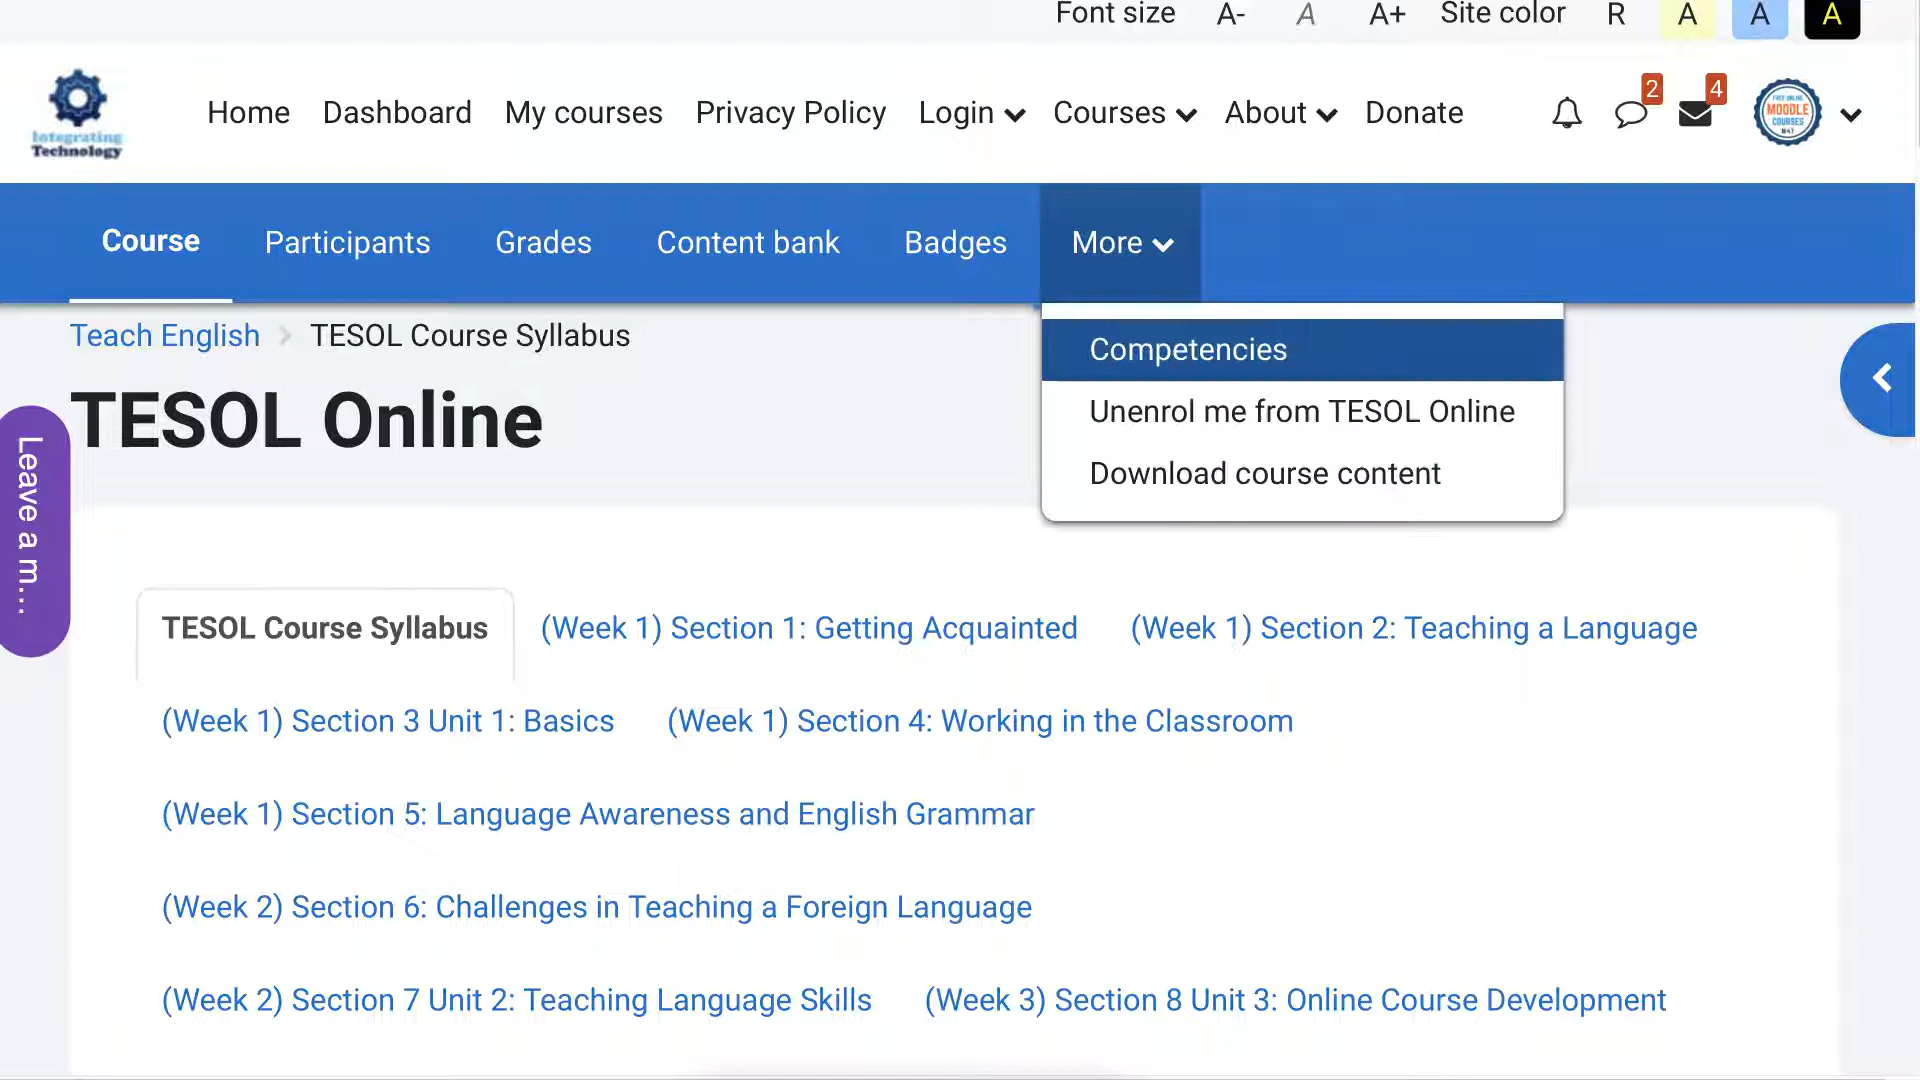 Font size A- A A+ Site color R A A A
2 4
Integrating
Technology
Home Dashboard My courses Privacy Policy Login Courses About Donate
FREE ONLINE
MOODLE
COURSES
Course Participants Grades Content bank Badges More
Teach English TESOL Course Syllabus
Competencies
Unenrol me from TESOL Online
Download course content
TESOL Online
Leave a m...
TESOL Course Syllabus (Week 1) Section 1: Getting Acquainted (Week 1) Section 2: Teaching a Language
(Week 1) Section 3 Unit 1: Basics (Week 1) Section 4: Working in the Classroom
(Week 1) Section 5: Language Awareness and English Grammar
(Week 2) Section 6: Challenges in Teaching a Foreign Language
(Week 2) Section 7 Unit 2: Teaching Language Skills (Week 3) Section 8 Unit 3: Online Course Development